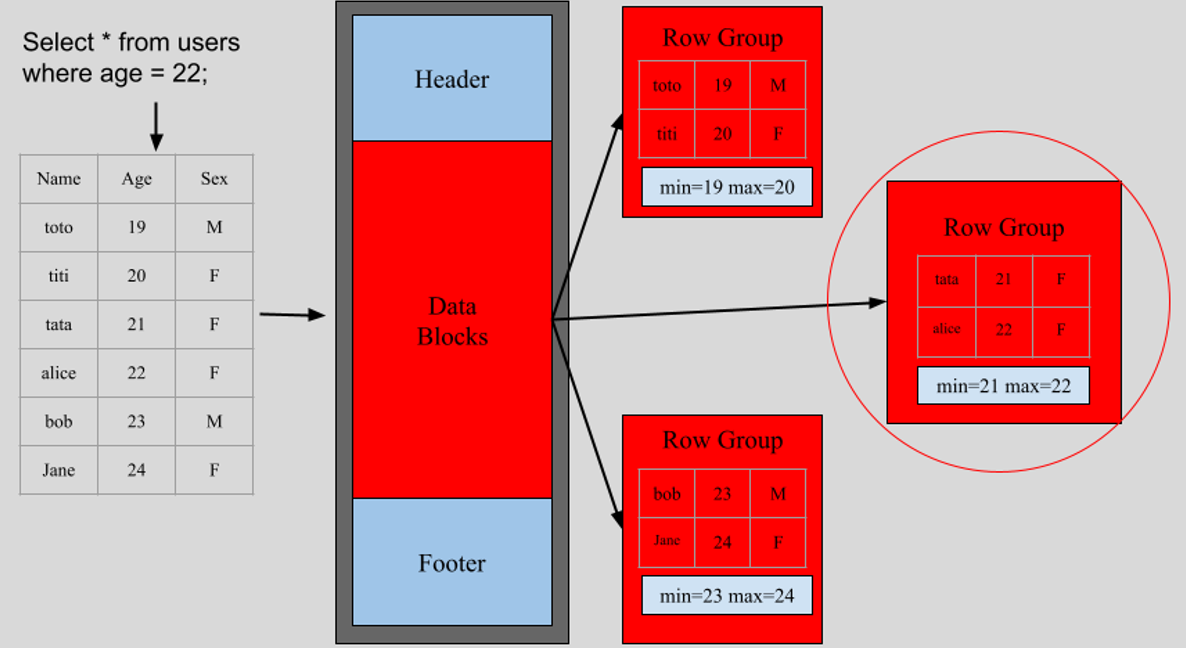 Select * from users
where age = 22;
Name Age Sex
toto 19 M
titi 20 F
tata 21 F
alice 22 F
bob 23 M
Jane 24 F
Header
Data
Blocks
Footer
Row Group
toto 19 M
titi 20 F
min=19 max=20
Row Group
tata 21 F
alice 22 F
min=21 max=22
Row Group
bob 23 M
Jane 24 F
min=23 max=24